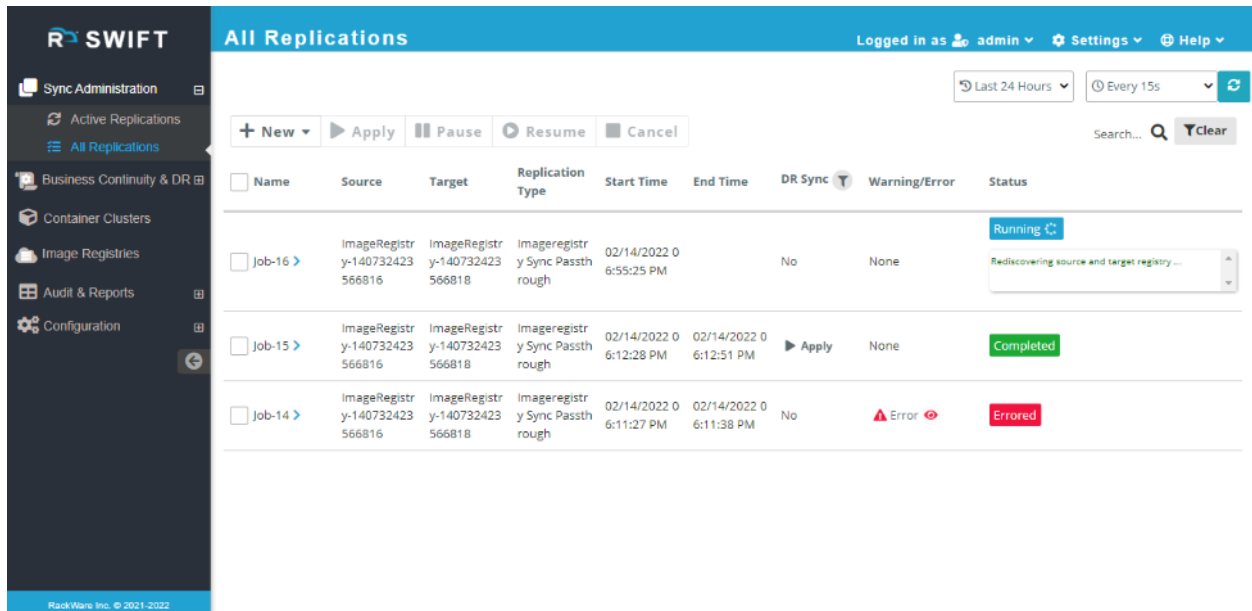 SWIFT
All Replications
Logged in as admin Settings Help
Sync Administration
Active Replications
All Replications
Business Continuity & DR
Container Clusters
Image Registries
Audit & Reports
Configuration
RackWare Inc. © 2021-2022
Last 24 Hours Every 15s
New Apply Pause Resume Cancel
Search... Clear
Name Source Target Replication Type Start Time End Time DR Sync Warning/Error Status
Job-16 ImageRegistr ImageRegistr Imageregistr 02/14/2022 0 No None Running
y-140732423 y-140732423 y Sync Passth 6:55:25 PM Rediscovering source and target registry ...
566816 566818 rough
Job-15 ImageRegistr ImageRegistr Imageregistr 02/14/2022 0 02/14/2022 0 Apply None Completed
y-140732423 y-140732423 y Sync Passth 6:12:28 PM 6:12:51 PM
566816 566818 rough
Job-14 ImageRegistr ImageRegistr Imageregistr 02/14/2022 0 02/14/2022 0 No Error Errored
y-140732423 y-140732423 y Sync Passth 6:11:27 PM 6:11:38 PM
566816 566818 rough